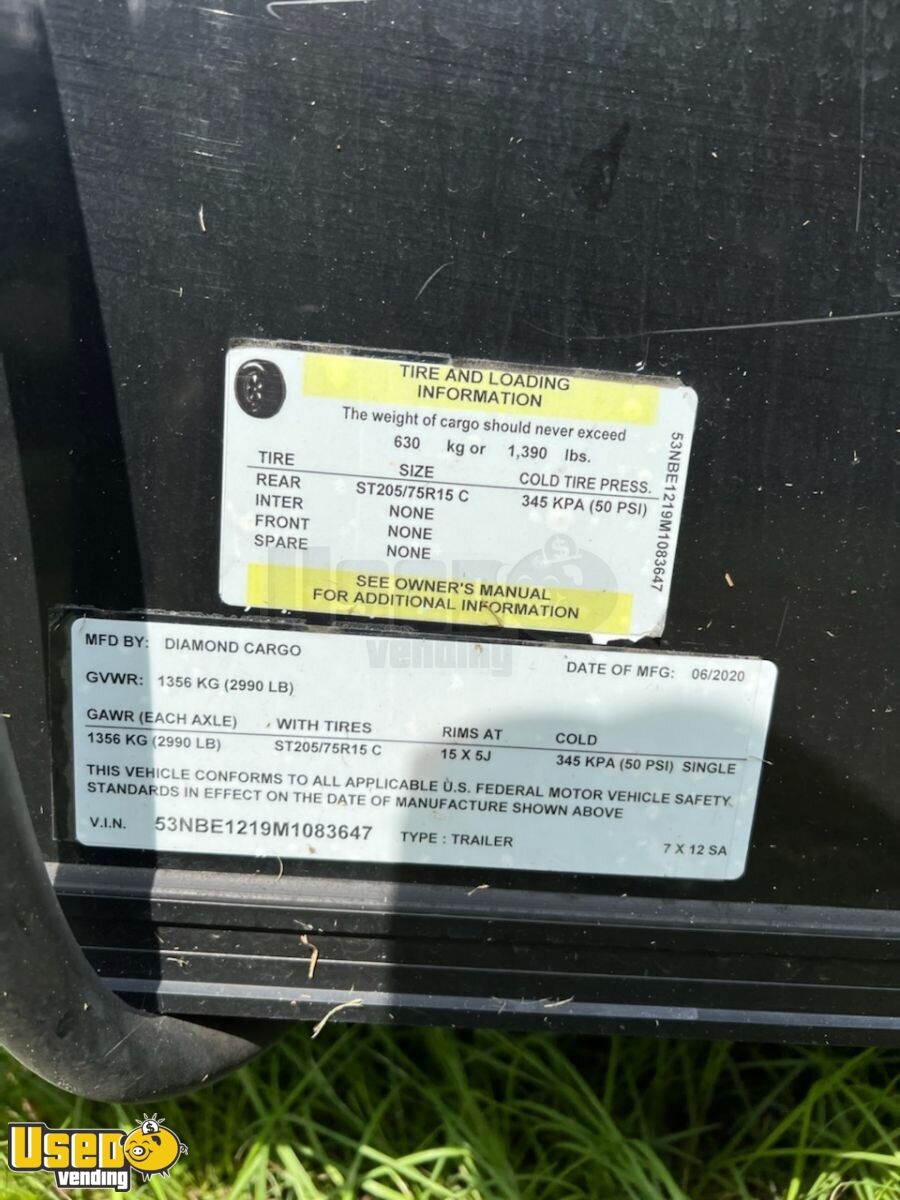 TIRE AND LOADING
INFORMATION
The weight of cargo should never exceed
630 kg or 1,390 lbs.
TIRE SIZE COLD TIRE PRESS.
REAR ST205/75R15 C 345 KPA (50 PSI)
INTER NONE
FRONT NONE
SPARE NONE
SEE OWNER'S MANUAL
FOR ADDITIONAL INFORMATION
53NBE1219M1083647
USED
vending
MFD BY: DIAMOND CARGO DATE OF MFG: 06/2020
GVWR: 1356 KG (2990 LB)
GAWR (EACH AXLE) WITH TIRES RIMS AT COLD
1356 KG (2990 LB) ST205/75R15 C 15 X 5J 345 KPA (50 PSI) SINGLE
THIS VEHICLE CONFORMS TO ALL APPLICABLE U.S. FEDERAL MOTOR VEHICLE SAFETY
STANDARDS IN EFFECT ON THE DATE OF MANUFACTURE SHOWN ABOVE
V.I.N. 53NBE1219M1083647 TYPE : TRAILER 7 X 12 SA
USED
vending